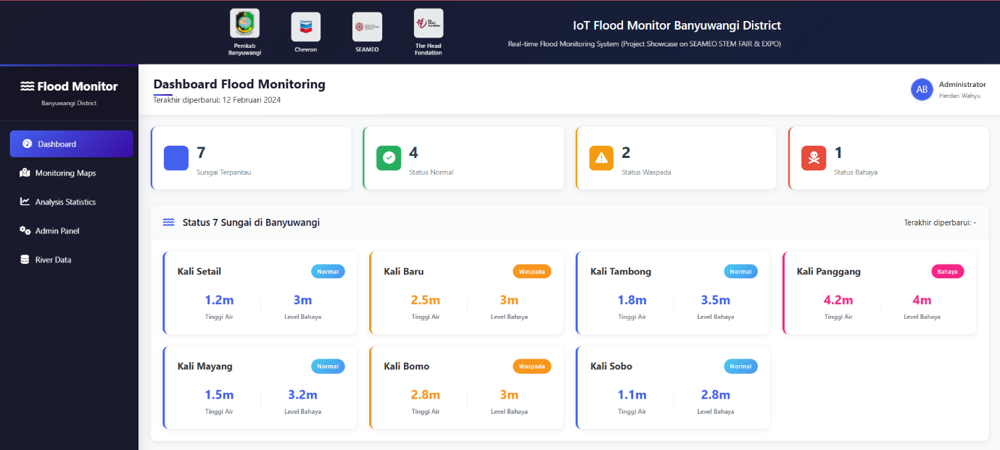 Pemkab
Banyuwangi
Chevron
Chevron
SEAMEO
The
HEAD
Foundation
The Head
Fondation
IoT Flood Monitor Banyuwangi District
Real-time Flood Monitoring System (Project Showcase on SEAMEO STEM FAIR & EXPO)
Flood Monitor
Banyuwangi District
Dashboard
Monitoring Maps
Analysis Statistics
Admin Panel
River Data
Dashboard Flood Monitoring
Terakhir diperbarui: 12 Februari 2024
AB
Administrator
Herdan Wahyu
7
Sungai Terpantau
4
Status Normal
2
Status Waspada
1
Status Bahaya
Status 7 Sungai di Banyuwangi
Terakhir diperbarui: -
Kali Setail
Normal
1.2m
3m
Tinggi Air
Level Bahaya
Kali Baru
Waspada
2.5m
3m
Tinggi Air
Level Bahaya
Kali Tambong
Normal
1.8m
3.5m
Tinggi Air
Level Bahaya
Kali Panggang
Bahaya
4.2m
4m
Tinggi Air
Level Bahaya
Kali Mayang
Normal
1.5m
3.2m
Tinggi Air
Level Bahaya
Kali Bomo
Waspada
2.8m
3m
Tinggi Air
Level Bahaya
Kali Sobo
Normal
1.1m
2.8m
Tinggi Air
Level Bahaya